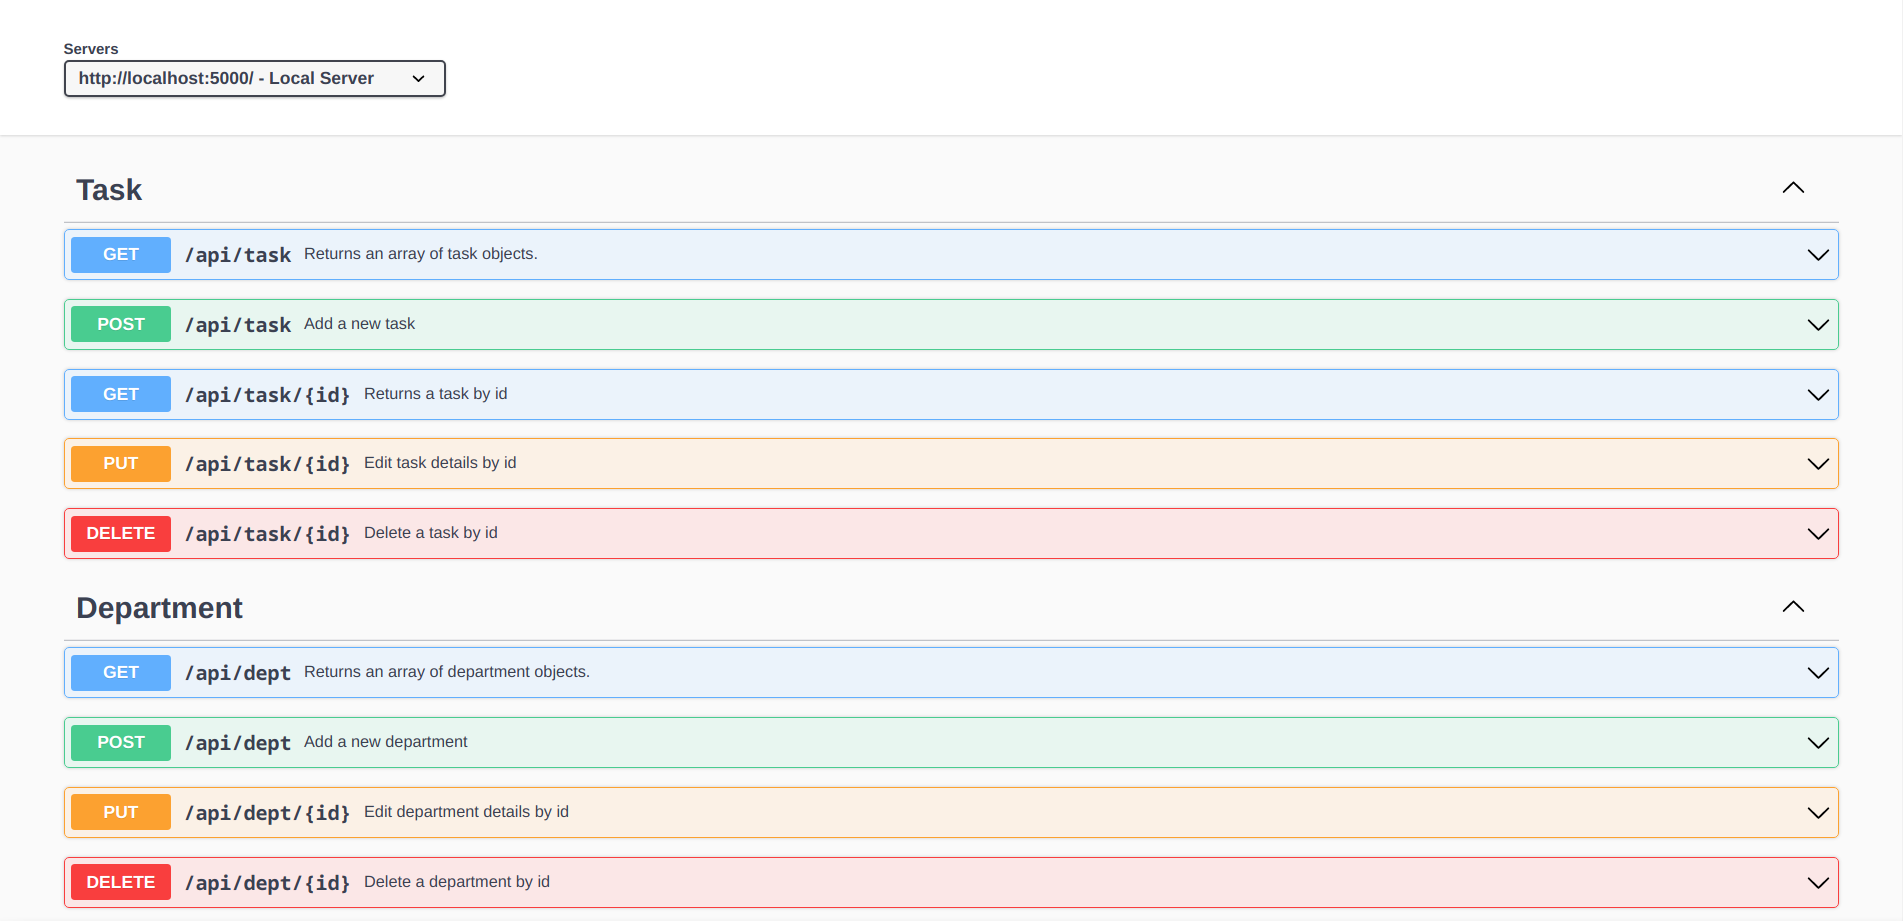 Servers
http://localhost:5000/ - Local Server
Task
GET /api/task Returns an array of task objects.
POST /api/task Add a new task
GET /api/task/{id} Returns a task by id
PUT /api/task/{id} Edit task details by id
DELETE /api/task/{id} Delete a task by id
Department
GET /api/dept Returns an array of department objects.
POST /api/dept Add a new department
PUT /api/dept/{id} Edit department details by id
DELETE /api/dept/{id} Delete a department by id